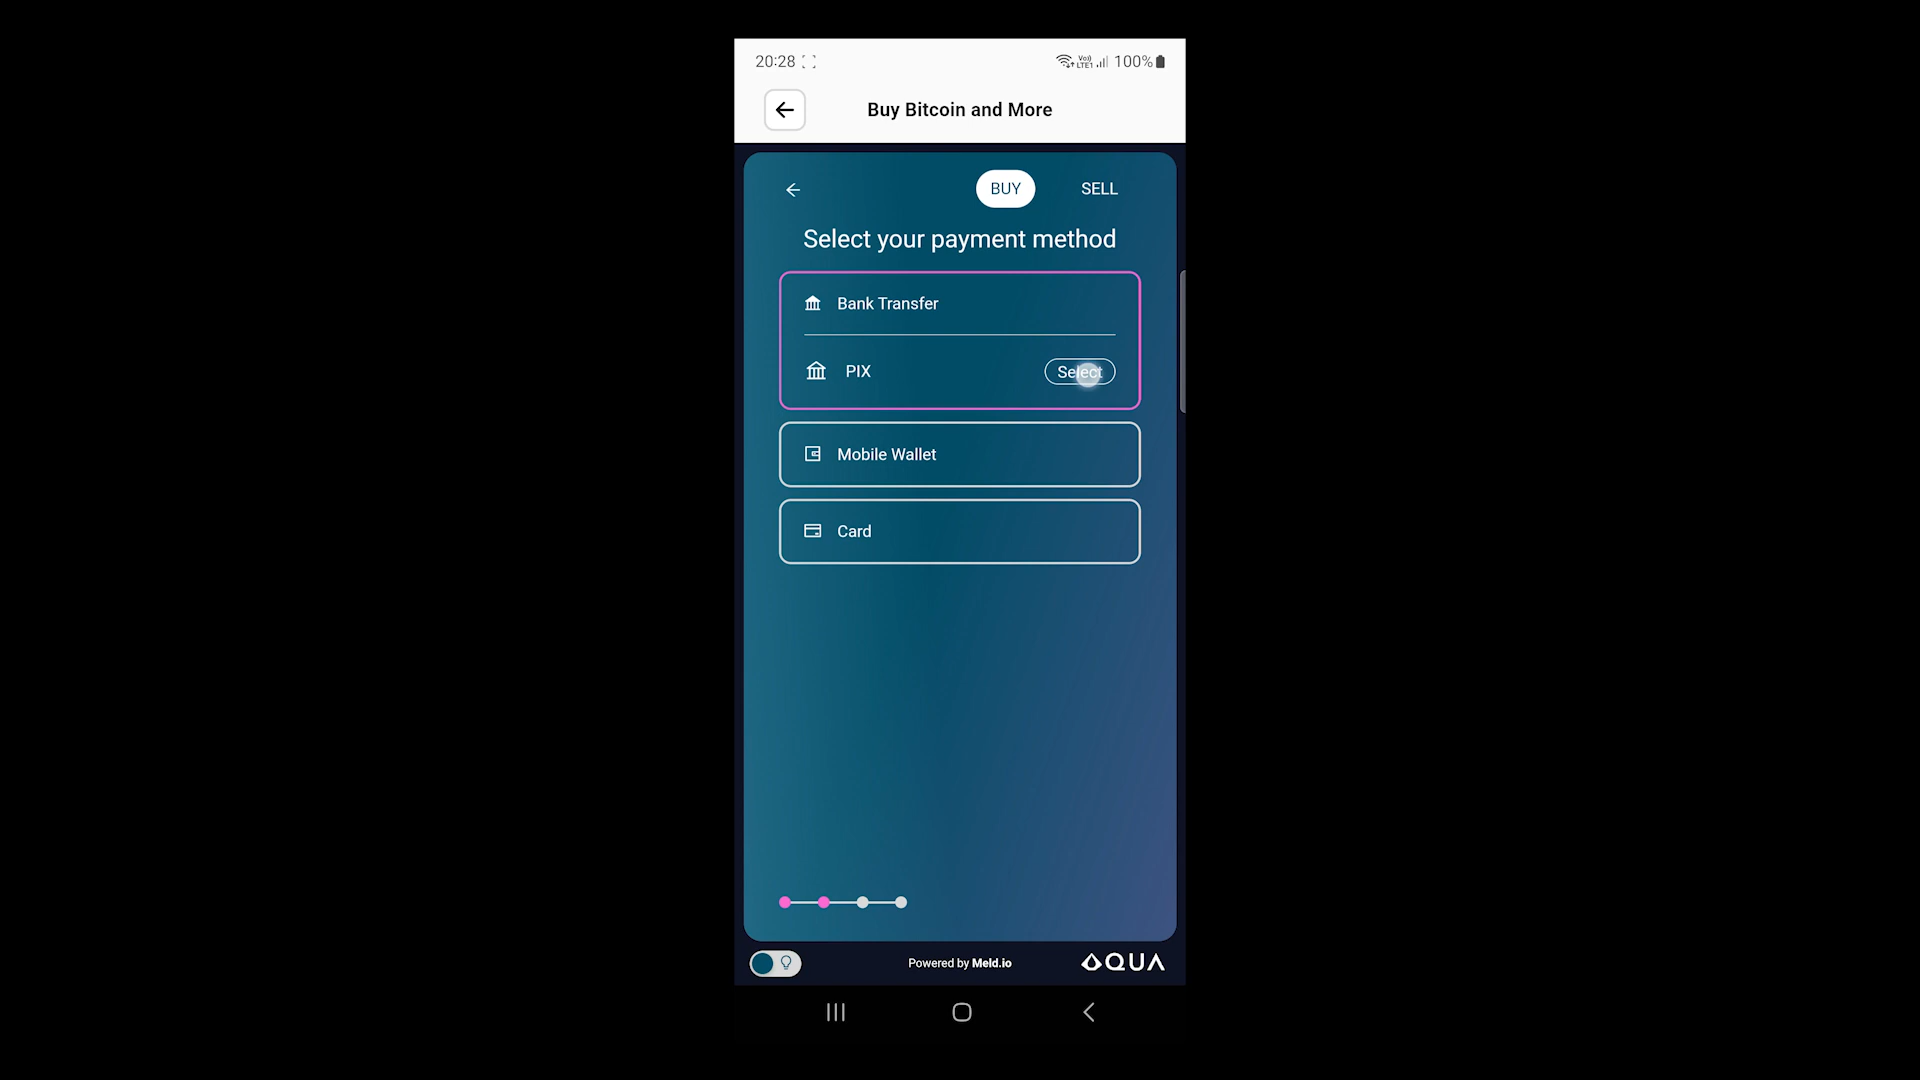 20:28 100%
Buy Bitcoin and More
BUY SELL
Select your payment method
Bank Transfer
PIX Select
Mobile Wallet
Card
Powered by Meld.io AQUA